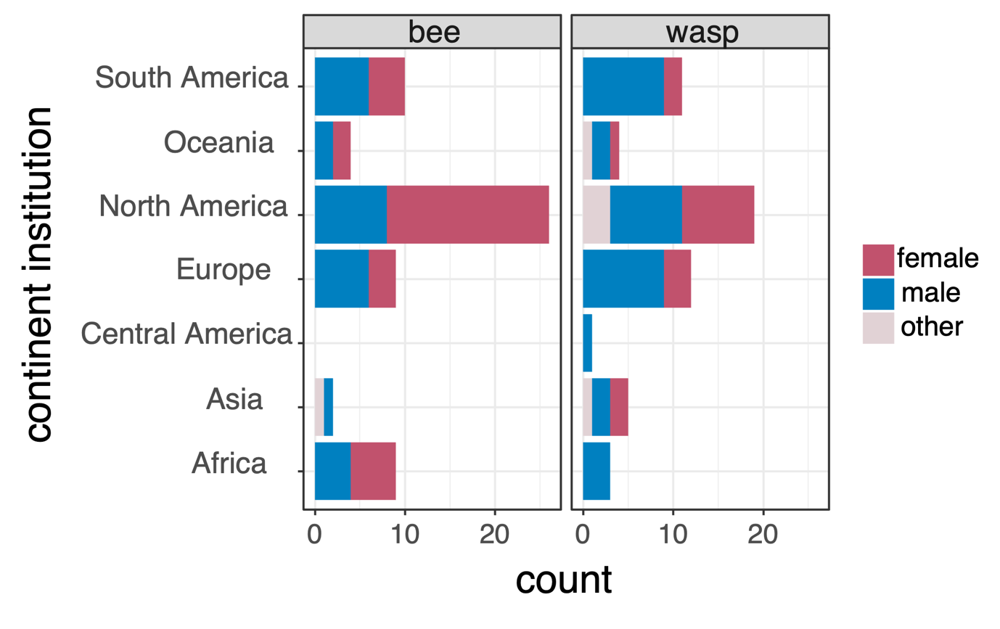 bee
wasp
continent institution
South America
Oceania
North America
Europe
Central America
Asia
Africa
0 10 20
0 10 20
count
female
male
other